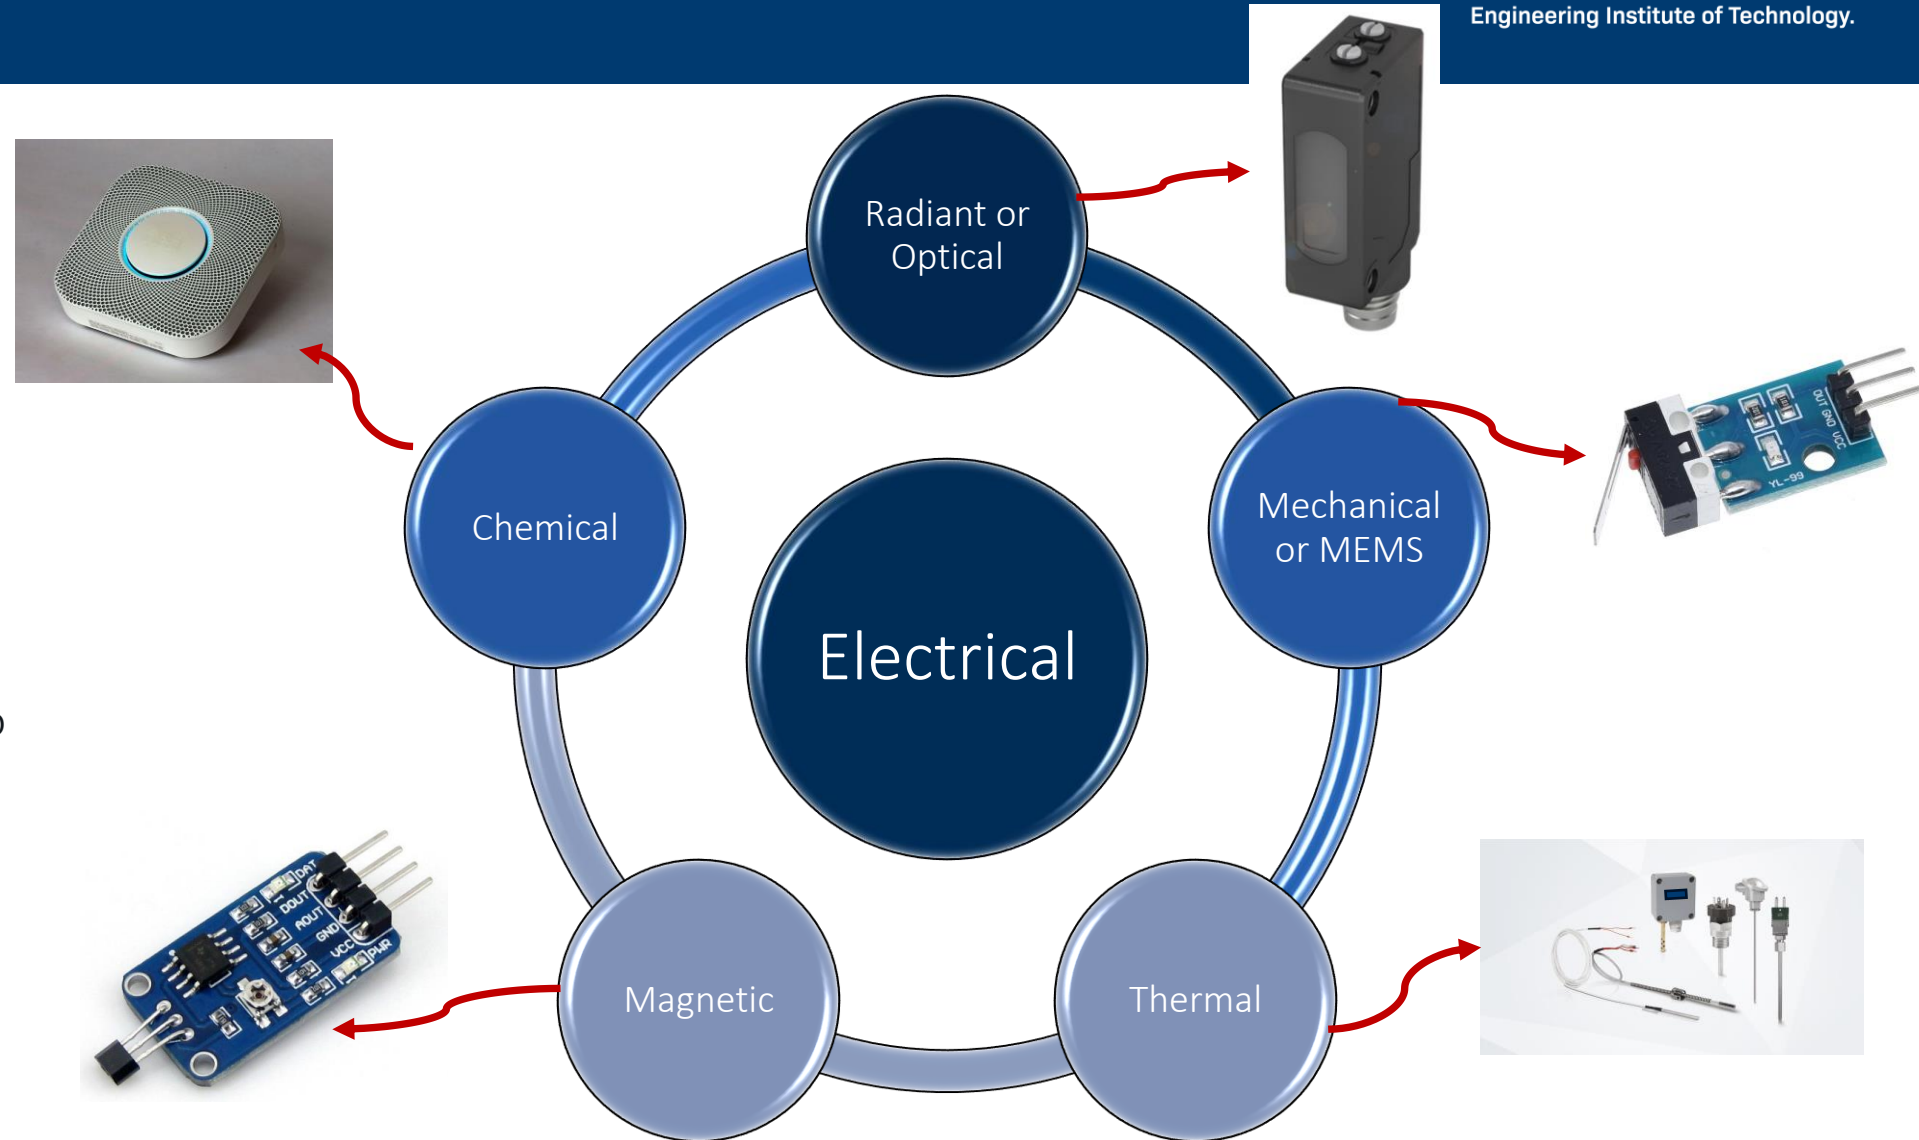 Engineering Institute of Technology.
Radiant or
Optical
Chemical
Mechanical
or MEMS
OUT GND VCC
YL-99
Electrical
DAT
DOUT
AOUT
GND
VCC
PWR
Magnetic
Thermal